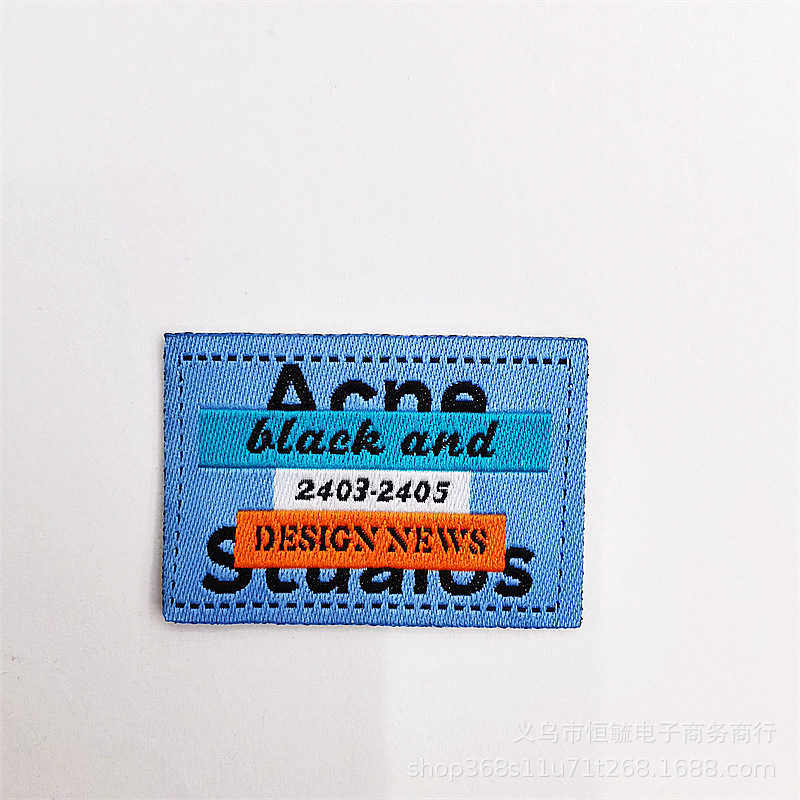 Acne
black and
2403-2405
DESIGN NEWS
Studios
义乌市恒毓电子商务商行
shop368s11u71t268.1688.com